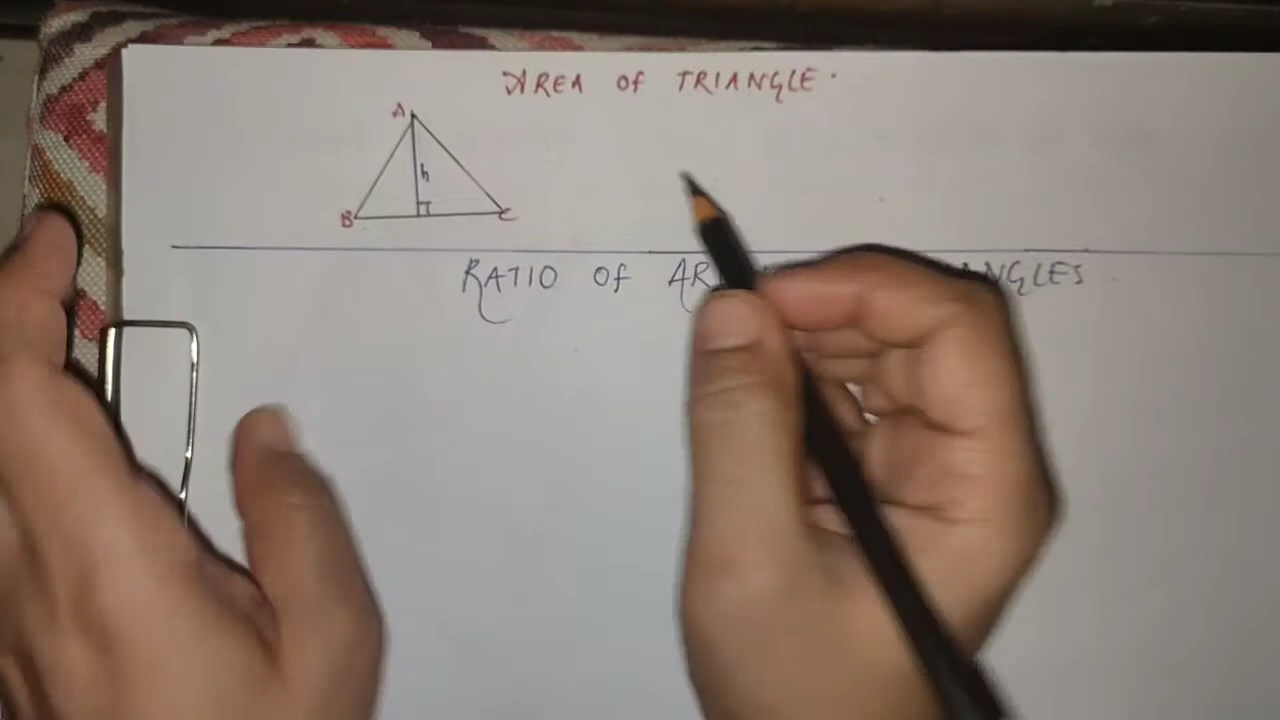 AREA OF TRIANGLE.
A
h
B C
RATIO OF